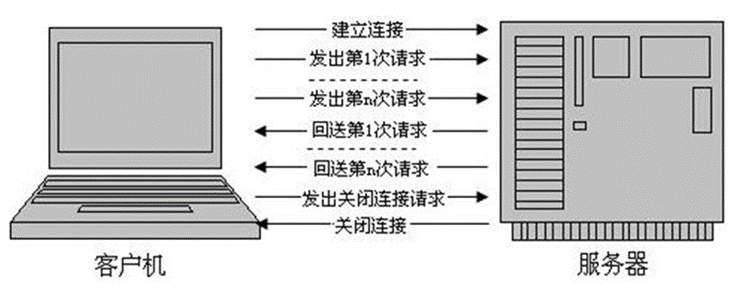 建立连接
发出第1次请求
发出第n次请求
回送第1次请求
回送第n次请求
发出关闭连接请求
关闭连接
客户机
服务器